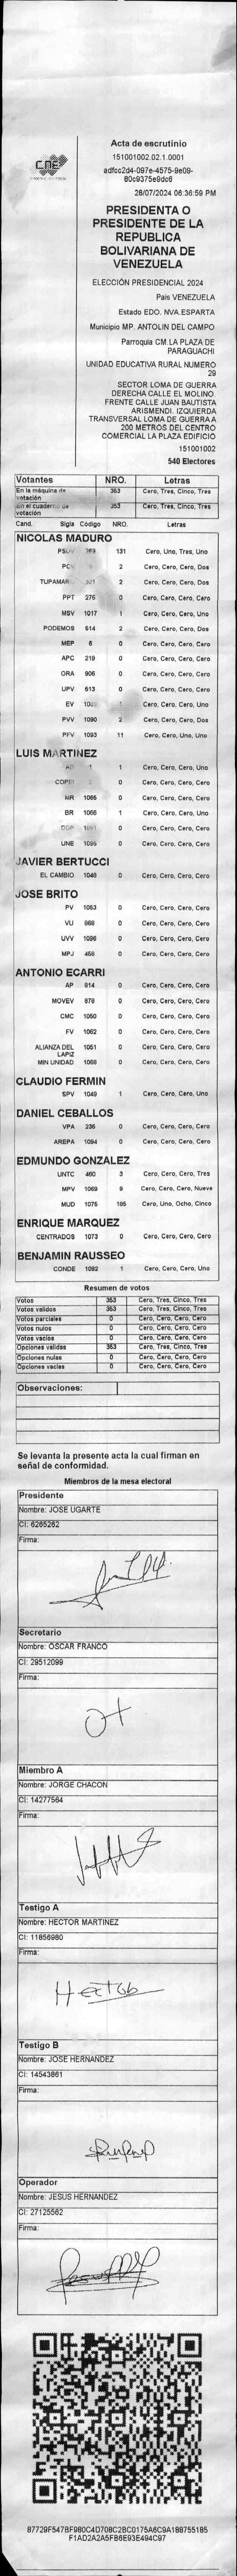 CNE
Acta de escrutinio
151001002.02.1.0001
adfcc2d4-097e-4575-9e09-
80c9375e9dc6
28/07/2024 06:36:59 PM
PRESIDENTA O
PRESIDENTE DE LA
REPUBLICA
BOLIVARIANA DE
VENEZUELA
ELECCIÓN PRESIDENCIAL 2024
Pais VENEZUELA
Estado EDO. NVA.ESPARTA
Municipio MP. ANTOLIN DEL CAMPO
Parroquia CM.LA PLAZA DE
PARAGUACHI
UNIDAD EDUCATIVA RURAL NUMERO
29
SECTOR LOMA DE GUERRA
DERECHA CALLE EL MOLINO.
FRENTE CALLE JUAN BAUTISTA
ARISMENDI. IZQUIERDA
TRANSVERSAL LOMA DE GUERRA A
200 METROS DEL CENTRO
COMERCIAL LA PLAZA EDIFICIO
151001002
540 Electores
Votantes NRO. Letras
En la máquina de votación 353 Cero, Tres, Cinco, Tres
En el cuaderno de votación 353 Cero, Tres, Cinco, Tres
Cand. Sigla Código NRO. Letras
NICOLAS MADURO
PSUV 131 Cero, Uno, Tres, Uno
PCV 2 Cero, Cero, Cero, Dos
TUPAMARO 2 Cero, Cero, Cero, Dos
PPT 275 0 Cero, Cero, Cero, Cero
MSV 1017 1 Cero, Cero, Cero, Uno
PODEMOS 514 2 Cero, Cero, Cero, Dos
MEP 6 0 Cero, Cero, Cero, Cero
APC 219 0 Cero, Cero, Cero, Cero
ORA 906 0 Cero, Cero, Cero, Cero
UPV 513 0 Cero, Cero, Cero, Cero
EV 1 Cero, Cero, Cero, Uno
PVV 1090 2 Cero, Cero, Cero, Dos
PFV 1093 11 Cero, Cero, Uno, Uno
LUIS MARTINEZ
AD 1 1 Cero, Cero, Cero, Uno
COPEI 0 Cero, Cero, Cero, Cero
MR 1065 0 Cero, Cero, Cero, Cero
BR 1056 1 Cero, Cero, Cero, Uno
DDP 1091 0 Cero, Cero, Cero, Cero
UNE 1095 0 Cero, Cero, Cero, Cero
JAVIER BERTUCCI
EL CAMBIO 1048 0 Cero, Cero, Cero, Cero
JOSE BRITO
PV 1053 0 Cero, Cero, Cero, Cero
VU 868 0 Cero, Cero, Cero, Cero
UVV 1096 0 Cero, Cero, Cero, Cero
MPJ 458 0 Cero, Cero, Cero, Cero
ANTONIO ECARRI
AP 814 0 Cero, Cero, Cero, Cero
MOVEV 878 0 Cero, Cero, Cero, Cero
CMC 1050 0 Cero, Cero, Cero, Cero
FV 1062 0 Cero, Cero, Cero, Cero
ALIANZA DEL LAPIZ 1051 0 Cero, Cero, Cero, Cero
MIN UNIDAD 1068 0 Cero, Cero, Cero, Cero
CLAUDIO FERMIN
SPV 1049 1 Cero, Cero, Cero, Uno
DANIEL CEBALLOS
VPA 236 0 Cero, Cero, Cero, Cero
AREPA 1094 0 Cero, Cero, Cero, Cero
EDMUNDO GONZALEZ
UNTC 460 3 Cero, Cero, Cero, Tres
MPV 1069 9 Cero, Cero, Cero, Nueve
MUD 1075 185 Cero, Uno, Ocho, Cinco
ENRIQUE MARQUEZ
CENTRADOS 1073 0 Cero, Cero, Cero, Cero
BENJAMIN RAUSSEO
CONDE 1092 1 Cero, Cero, Cero, Uno
Resumen de votos
Votos 353 Cero, Tres, Cinco, Tres
Votos validos 353 Cero, Tres, Cinco, Tres
Votos parciales 0 Cero, Cero, Cero, Cero
Votos nulos 0 Cero, Cero, Cero, Cero
Votos vacios 0 Cero, Cero, Cero, Cero
Opciones validas 353 Cero, Tres, Cinco, Tres
Opciones nulas 0 Cero, Cero, Cero, Cero
Opciones vacias 0 Cero, Cero, Cero, Cero
Observaciones:
Se levanta la presente acta la cual firman en
señal de conformidad.
Miembros de la mesa electoral
Presidente
Nombre: JOSE UGARTE
CI: 6265262
Firma:
Secretario
Nombre: OSCAR FRANCO
CI: 29512099
Firma:
Miembro A
Nombre: JORGE CHACON
CI: 14277564
Firma:
Testigo A
Nombre: HECTOR MARTINEZ
CI: 11856980
Firma:
Testigo B
Nombre: JOSE HERNANDEZ
CI: 14543861
Firma:
Operador
Nombre: JESUS HERNANDEZ
CI: 27125562
Firma:
87729F547BF980C4D708C2BC0175A6C9A1B8755185
F1AD2A2A5FB6E93E494C97